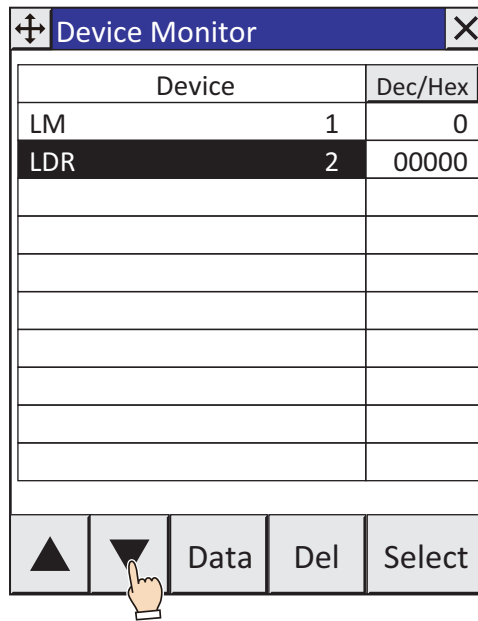 Device Monitor
Device Dec/Hex
LM 1 0
LDR 2 00000
Data Del Select